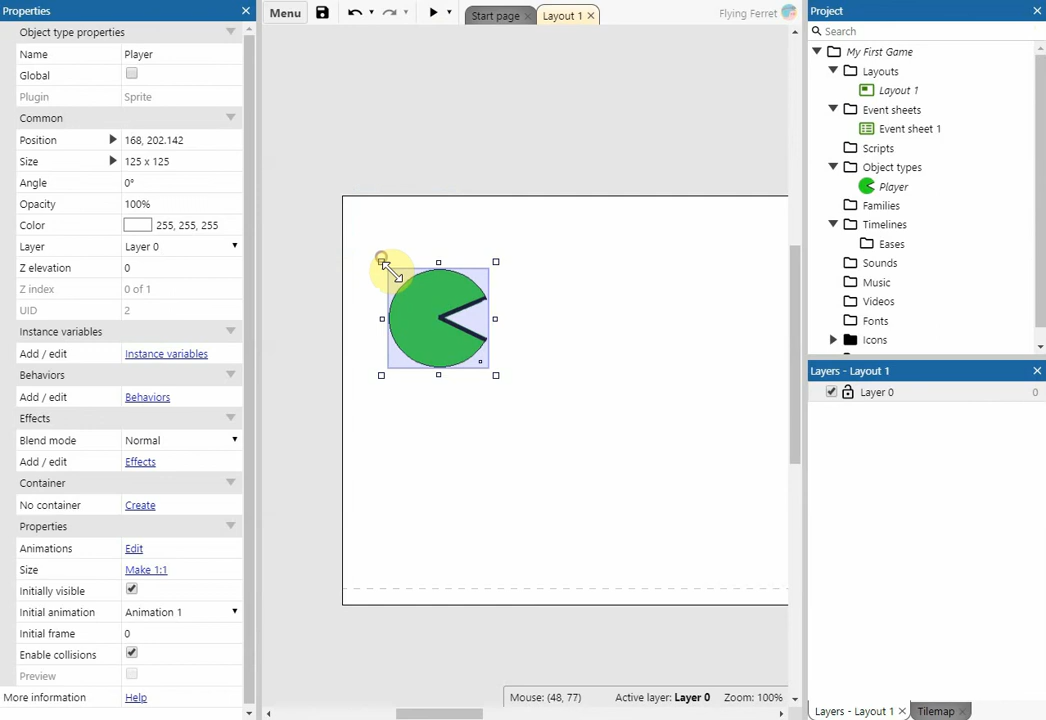 Properties
Object type properties
Name Player
Global
Plugin Sprite
Common
Position 168, 202.142
Size 125 x 125
Angle 0°
Opacity 100%
Color 255, 255, 255
Layer Layer 0
Z elevation 0
Z index 0 of 1
UID 2
Instance variables
Add / edit Instance variables
Behaviors
Add / edit Behaviors
Effects
Blend mode Normal
Add / edit Effects
Container
No container Create
Properties
Animations Edit
Size Make 1:1
Initially visible
Initial animation Animation 1
Initial frame 0
Enable collisions
Preview
More information Help
Menu
Start page
Layout 1
Flying Ferret
Mouse: (48, 77) Active layer: Layer 0 Zoom: 100%
Project
Search
My First Game
Layouts
Layout 1
Event sheets
Event sheet 1
Scripts
Object types
Player
Families
Timelines
Eases
Sounds
Music
Videos
Fonts
Icons
Layers - Layout 1
Layer 0 0
Layers - Layout 1 Tilemap